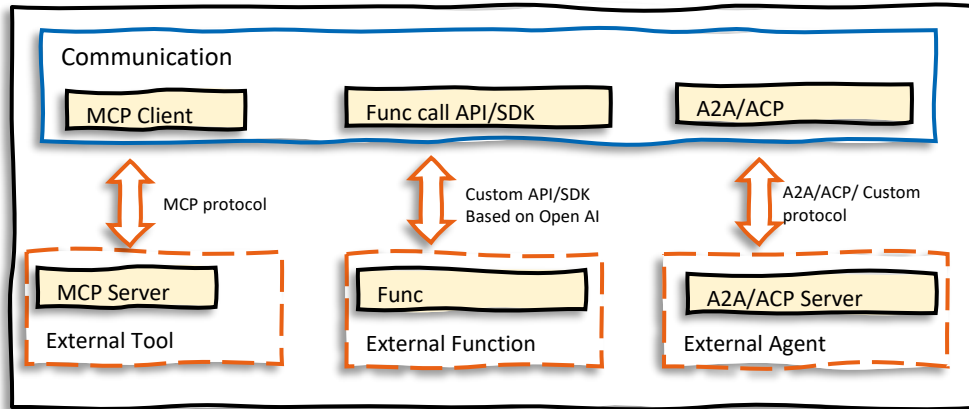 Communication
MCP Client
Func call API/SDK
A2A/ACP
MCP protocol
Custom API/SDK
Based on Open AI
A2A/ACP/ Custom
protocol
MCP Server
Func
A2A/ACP Server
External Tool
External Function
External Agent